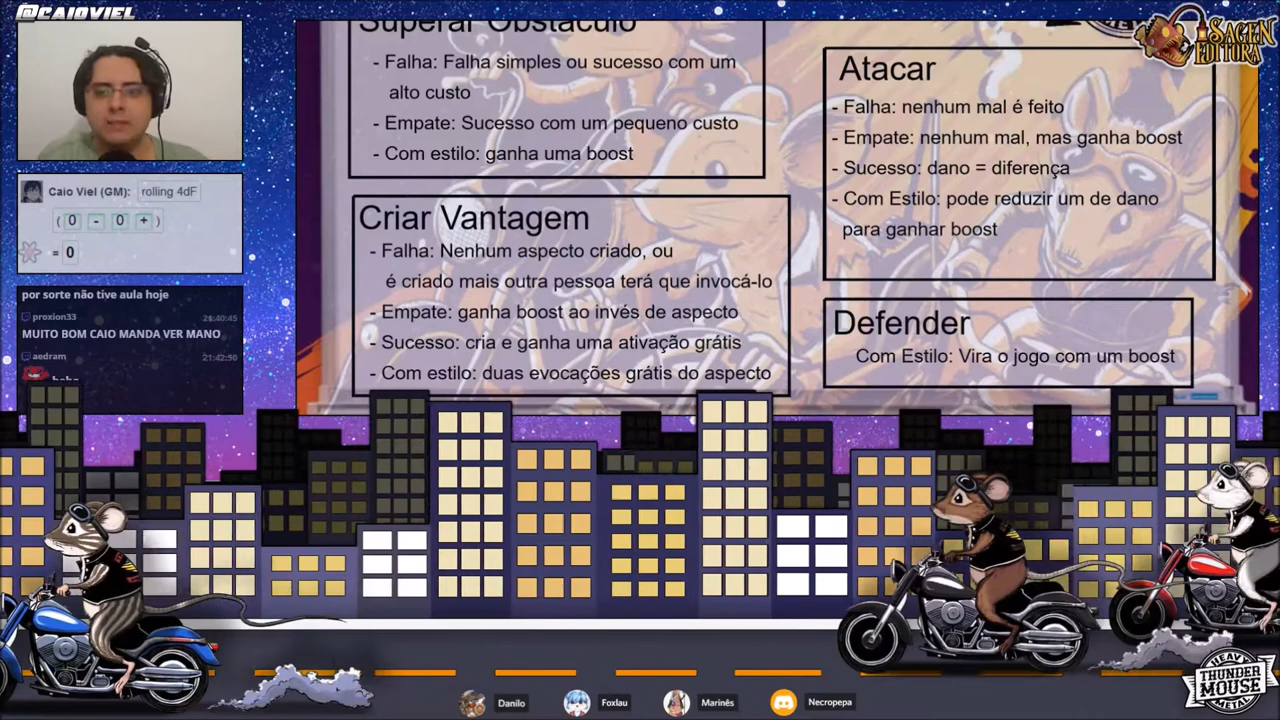 @CAIOVIEL
Superar Obstáculo
- Falha: Falha simples ou sucesso com um
alto custo
- Empate: Sucesso com um pequeno custo
- Com estilo: ganha uma boost
Criar Vantagem
- Falha: Nenhum aspecto criado, ou
é criado mais outra pessoa terá que invocá-lo
- Empate: ganha boost ao invés de aspecto
- Sucesso: cria e ganha uma ativação grátis
- Com estilo: duas evocações grátis do aspecto
Atacar
- Falha: nenhum mal é feito
- Empate: nenhum mal, mas ganha boost
- Sucesso: dano = diferença
- Com Estilo: pode reduzir um de dano
para ganhar boost
Defender
Com Estilo: Vira o jogo com um boost
SAGEN
EDITORA
Caio Viel (GM): rolling 4dF
( 0 - 0 + )
= 0
por sorte não tive aula hoje
proxion33 21:40:45
MUITO BOM CAIO MANDA VER MANO
aedram 21:42:50
Danilo
Foxlau
Marinês
Necropepa
HEAVY
THUNDER
MOUSE
METAL